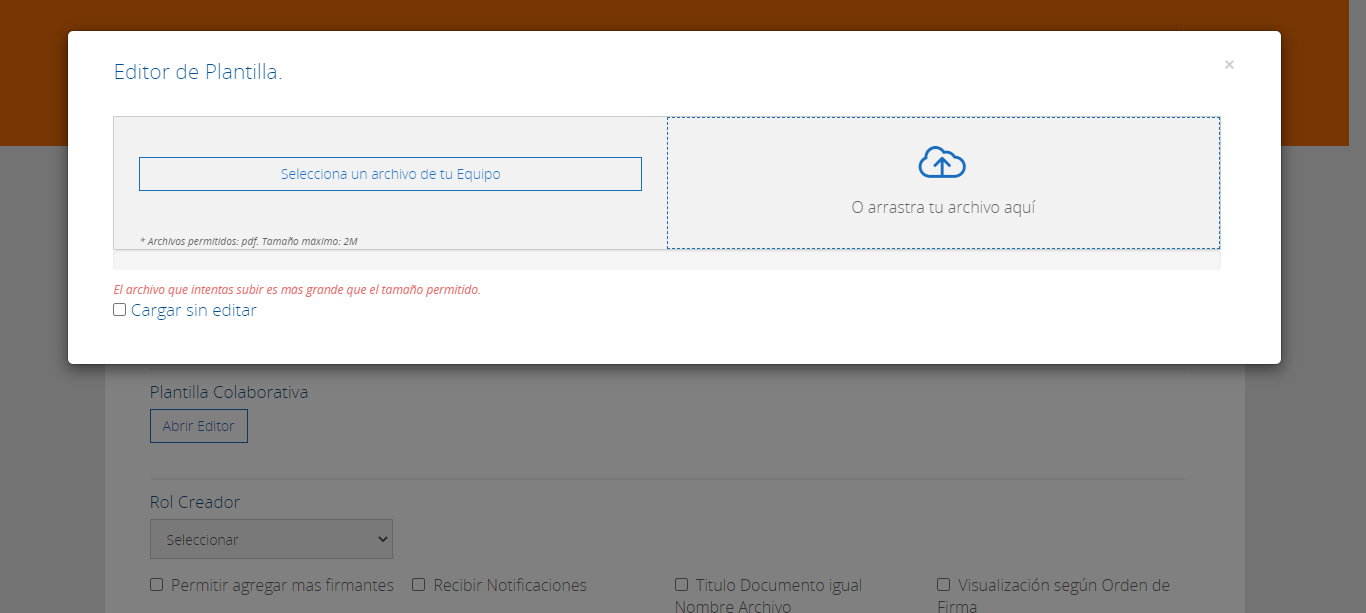 Editor de Plantilla.
×
Selecciona un archivo de tu Equipo
O arrastra tu archivo aquí
* Archivos permitidos: pdf. Tamaño máximo: 2M
El archivo que intentas subir es más grande que el tamaño permitido.
Cargar sin editar
Plantilla Colaborativa
Abrir Editor
Rol Creador
Seleccionar
Permitir agregar mas firmantes
Recibir Notificaciones
Titulo Documento igual
Nombre Archivo
Visualización según Orden de
Firma